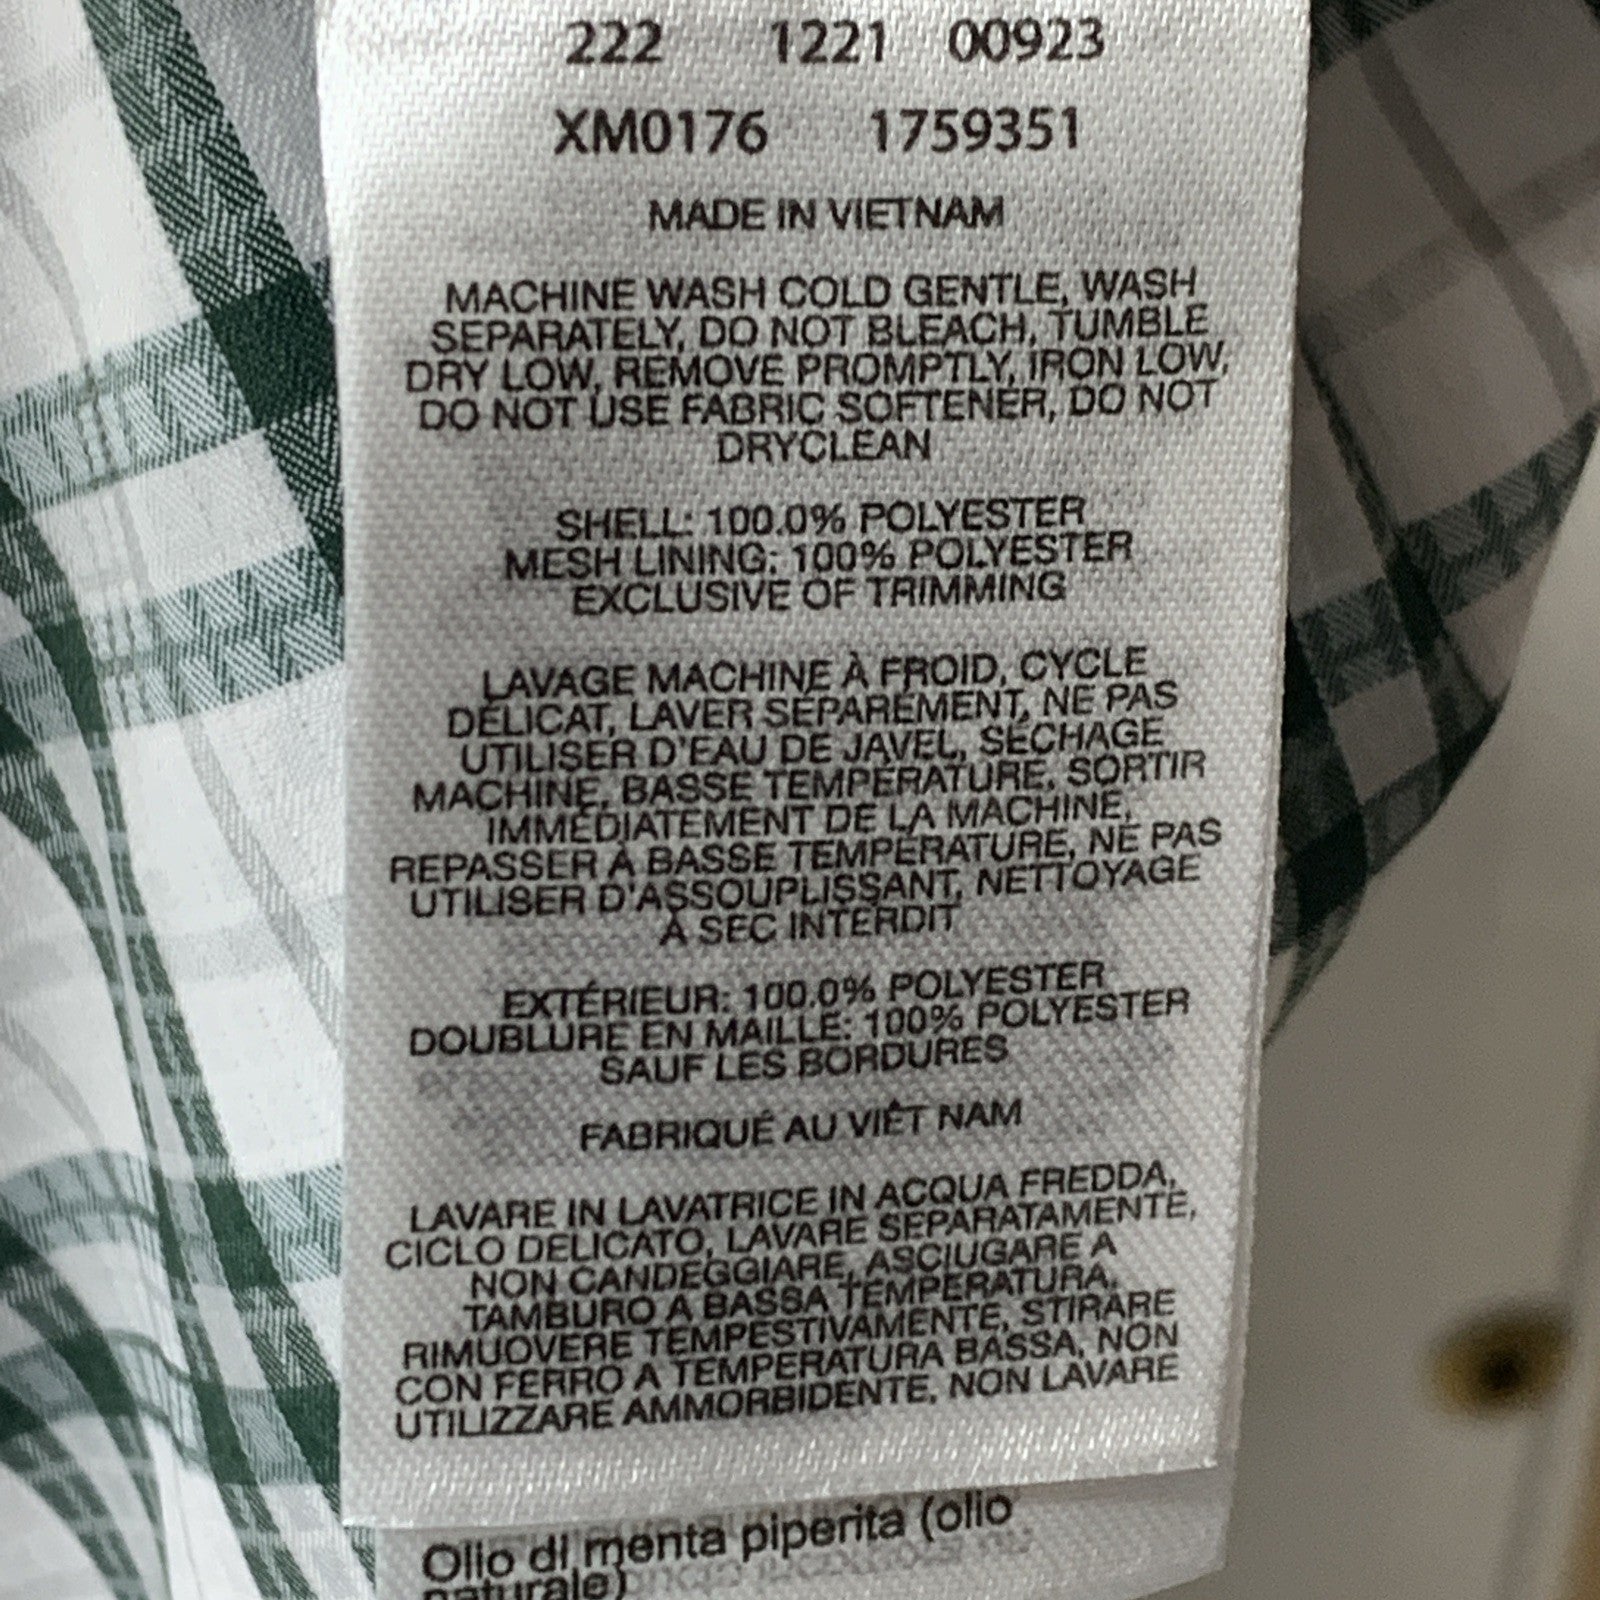 222 1221 00923
XM0176 1759351
MADE IN VIETNAM
MACHINE WASH COLD GENTLE, WASH
SEPARATELY, DO NOT BLEACH, TUMBLE
DRY LOW, REMOVE PROMPTLY, IRON LOW,
DO NOT USE FABRIC SOFTENER, DO NOT
DRYCLEAN
SHELL: 100.0% POLYESTER
MESH LINING: 100% POLYESTER
EXCLUSIVE OF TRIMMING
LAVAGE MACHINE À FROID, CYCLE
DÉLICAT, LAVER SÉPARÉMENT, NE PAS
UTILISER D'EAU DE JAVEL, SÉCHAGE
MACHINE, BASSE TEMPÉRATURE, SORTIR
IMMÉDIATEMENT DE LA MACHINE,
REPASSER À BASSE TEMPÉRATURE, NE PAS
UTILISER D'ASSOUPLISSANT, NETTOYAGE
À SEC INTERDIT
EXTÉRIEUR: 100.0% POLYESTER
DOUBLURE EN MAILLE: 100% POLYESTER
SAUF LES BORDURES
FABRIQUÉ AU VIÊT NAM
LAVARE IN LAVATRICE IN ACQUA FREDDA,
CICLO DELICATO, LAVARE SEPARATAMENTE,
NON CANDEGGIARE, ASCIUGARE A
TAMBURO A BASSA TEMPERATURA,
RIMUOVERE TEMPESTIVAMENTE, STIRARE
CON FERRO A TEMPERATURA BASSA, NON
UTILIZZARE AMMORBIDENTE, NON LAVARE
Olio di menta piperita (olio
naturale)